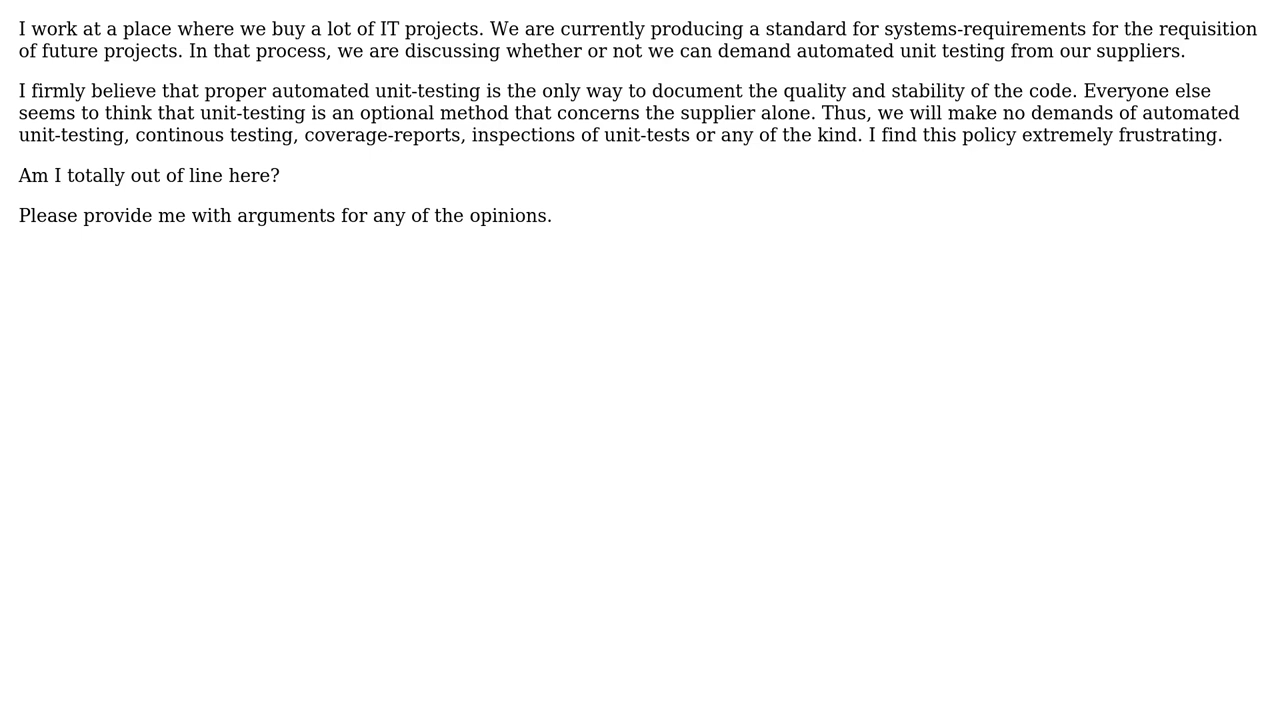 I work at a place where we buy a lot of IT projects. We are currently producing a standard for systems-requirements for the requisition
of future projects. In that process, we are discussing whether or not we can demand automated unit testing from our suppliers.
I firmly believe that proper automated unit-testing is the only way to document the quality and stability of the code. Everyone else
seems to think that unit-testing is an optional method that concerns the supplier alone. Thus, we will make no demands of automated
unit-testing, continous testing, coverage-reports, inspections of unit-tests or any of the kind. I find this policy extremely frustrating.
Am I totally out of line here?
Please provide me with arguments for any of the opinions.